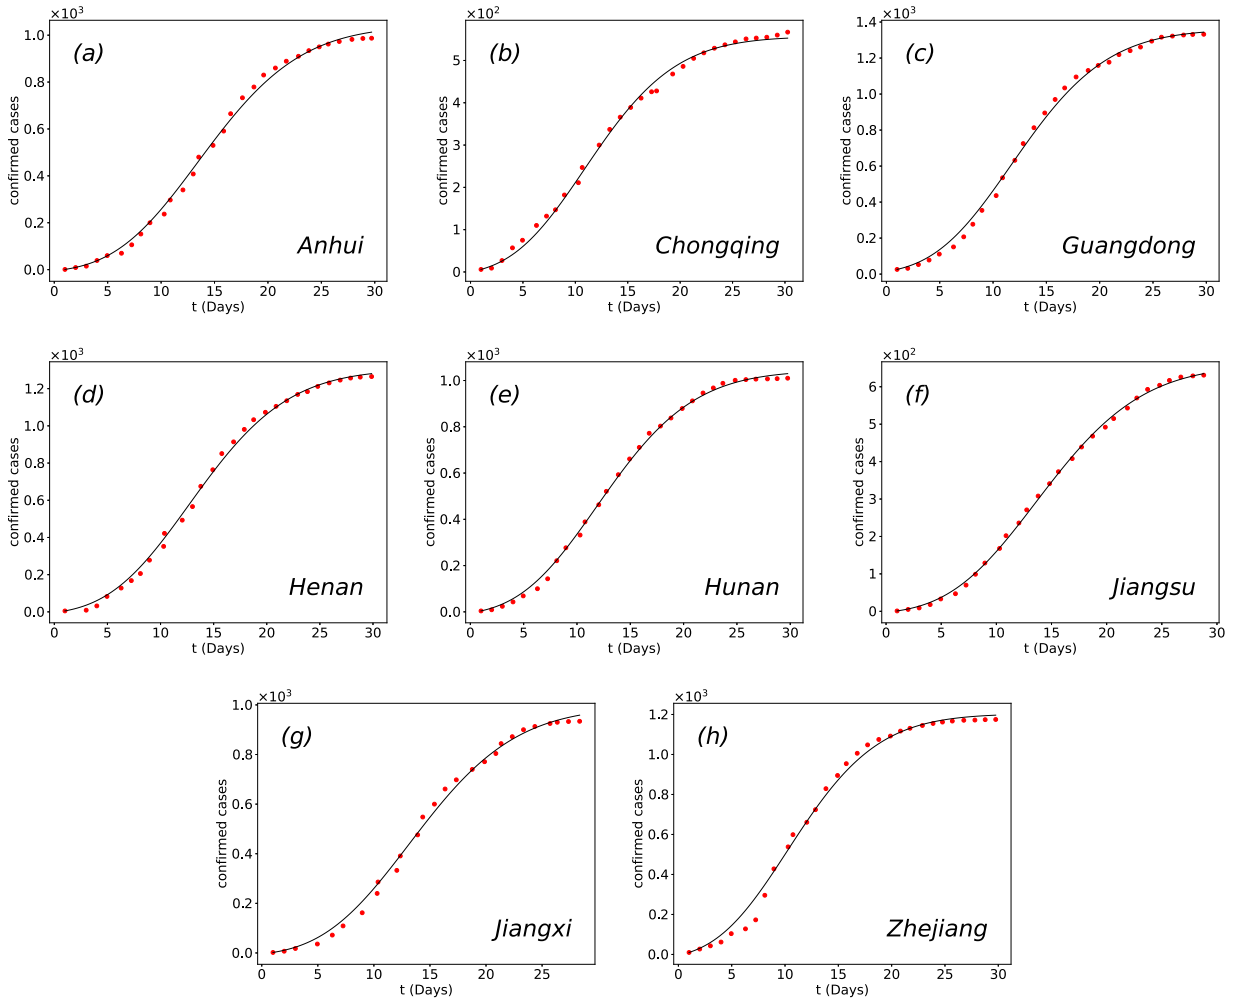 ×10³
(a)
confirmed cases
1.0
0.8
0.6
0.4
0.2
0.0
Anhui
0 5 10 15 20 25 30
t (Days)
×10²
(b)
confirmed cases
5
4
3
2
1
0
Chongqing
0 5 10 15 20 25 30
t (Days)
×10³
(c)
confirmed cases
1.4
1.2
1.0
0.8
0.6
0.4
0.2
0.0
Guangdong
0 5 10 15 20 25 30
t (Days)
×10³
(d)
confirmed cases
1.2
1.0
0.8
0.6
0.4
0.2
0.0
Henan
0 5 10 15 20 25 30
t (Days)
×10³
(e)
confirmed cases
1.0
0.8
0.6
0.4
0.2
0.0
Hunan
0 5 10 15 20 25 30
t (Days)
×10²
(f)
confirmed cases
6
5
4
3
2
1
0
Jiangsu
0 5 10 15 20 25 30
t (Days)
×10³
(g)
confirmed cases
1.0
0.8
0.6
0.4
0.2
0.0
Jiangxi
0 5 10 15 20 25
t (Days)
×10³
(h)
confirmed cases
1.2
1.0
0.8
0.6
0.4
0.2
0.0
Zhejiang
0 5 10 15 20 25 30
t (Days)